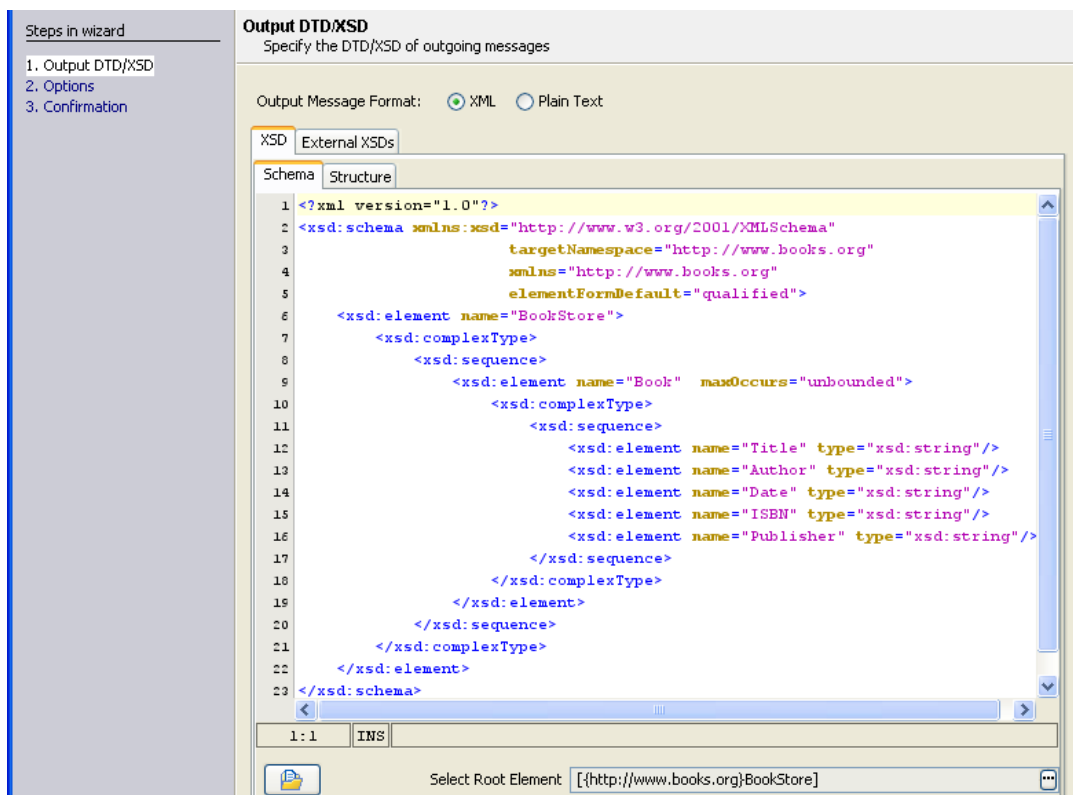 Steps in wizard
1. Output DTD/XSD
2. Options
3. Confirmation
Output DTD/XSD
Specify the DTD/XSD of outgoing messages
Output Message Format: XML Plain Text
XSD External XSDs
Schema Structure
1 <?xml version="1.0"?>
2 <xsd:schema xmlns:xsd="http://www.w3.org/2001/XMLSchema"
3 targetNamespace="http://www.books.org"
4 xmlns="http://www.books.org"
5 elementFormDefault="qualified">
6 <xsd:element name="BookStore">
7 <xsd:complexType>
8 <xsd:sequence>
9 <xsd:element name="Book" maxOccurs="unbounded">
10 <xsd:complexType>
11 <xsd:sequence>
12 <xsd:element name="Title" type="xsd:string"/>
13 <xsd:element name="Author" type="xsd:string"/>
14 <xsd:element name="Date" type="xsd:string"/>
15 <xsd:element name="ISBN" type="xsd:string"/>
16 <xsd:element name="Publisher" type="xsd:string"/>
17 </xsd:sequence>
18 </xsd:complexType>
19 </xsd:element>
20 </xsd:sequence>
21 </xsd:complexType>
22 </xsd:element>
23 </xsd:schema>
1:1 INS
Select Root Element [{http://www.books.org}BookStore]